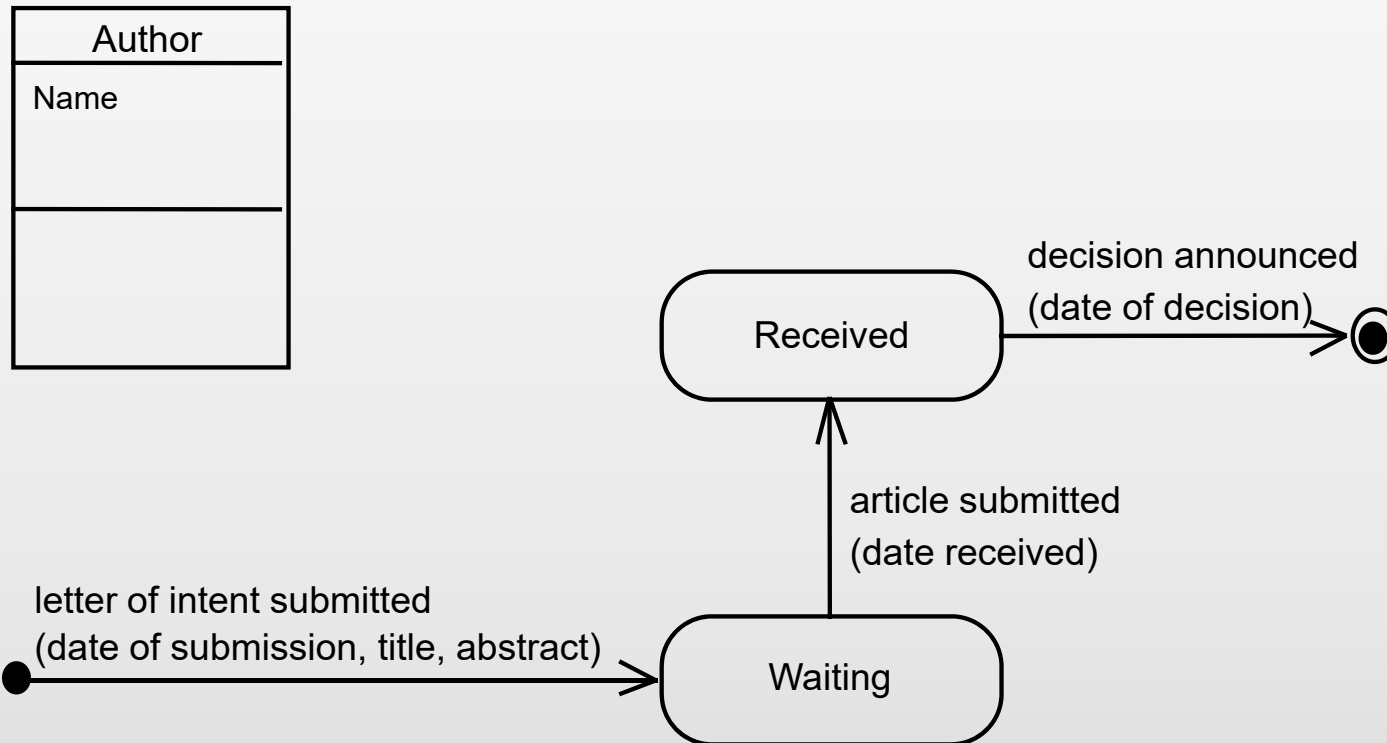 Author
Name
decision announced
(date of decision)
Received
article submitted
(date received)
letter of intent submitted
(date of submission, title, abstract)
Waiting